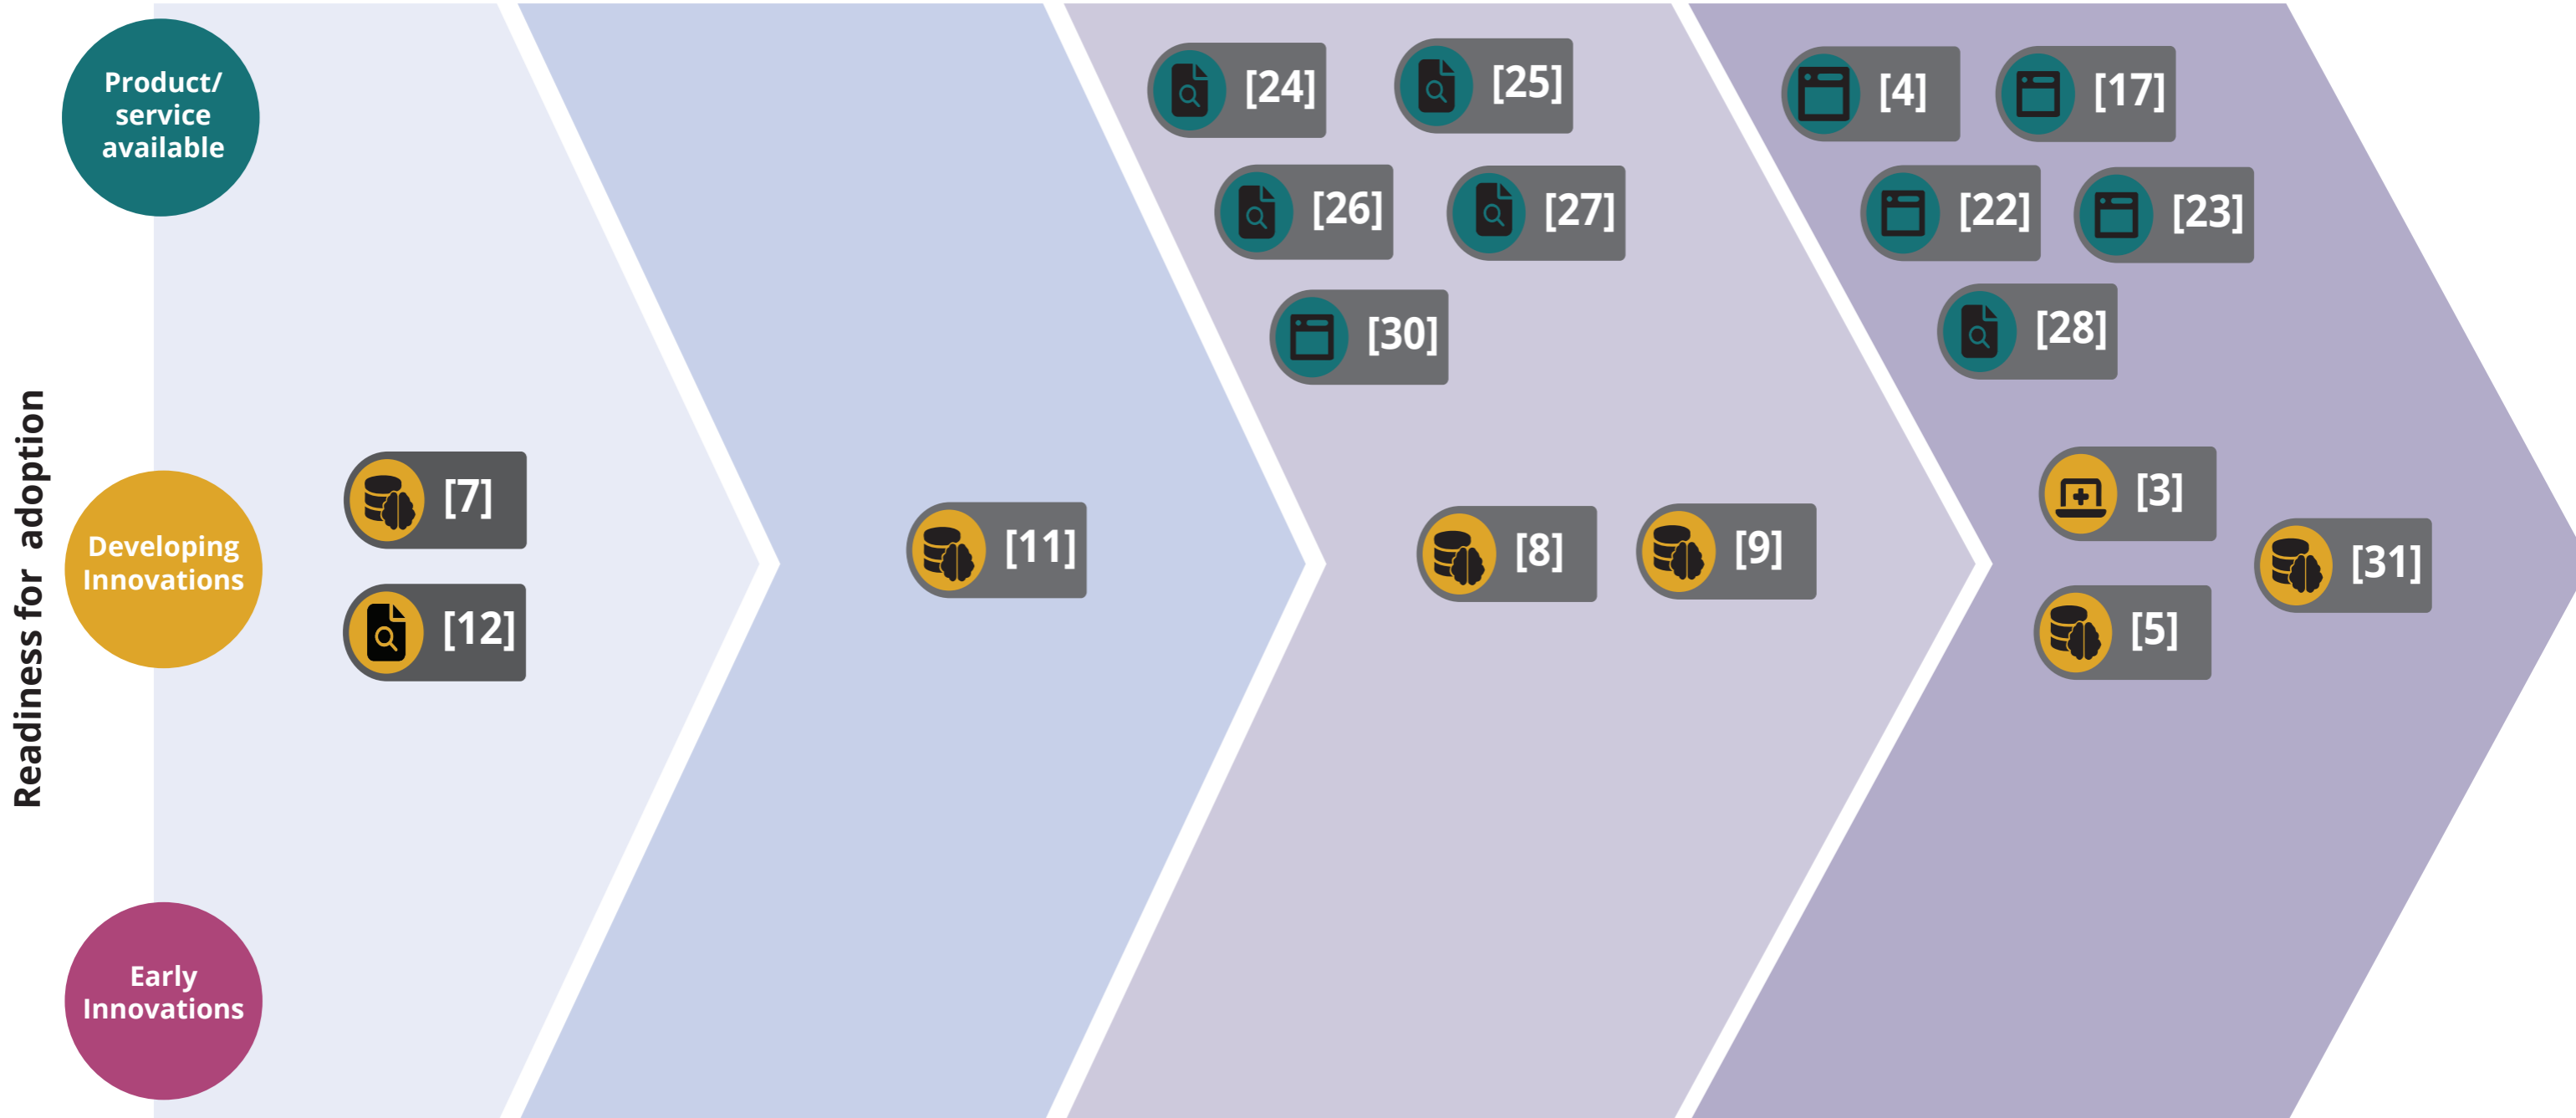 Readiness for adoption
Product/
service
available
[24]
[25]
[4]
[17]
[26]
[27]
[22]
[23]
[30]
[28]
Developing
Innovations
[7]
[12]
[11]
[8]
[9]
[3]
[31]
[5]
Early
Innovations